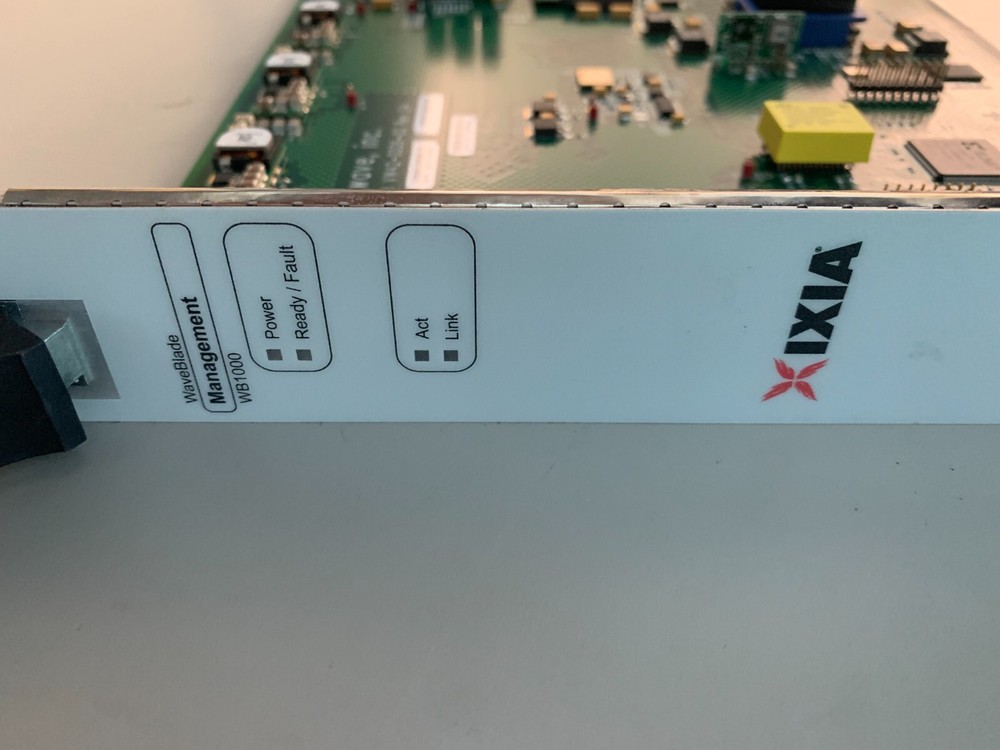 WaveBlade
Management
WB1000
Power
Ready / Fault
Act
Link
IXIA